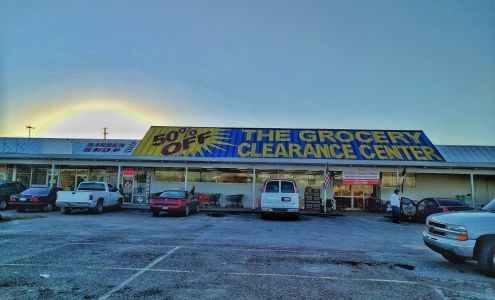 BARBER
SHOP
50%
OFF
THE GROCERY
CLEARANCE CENTER